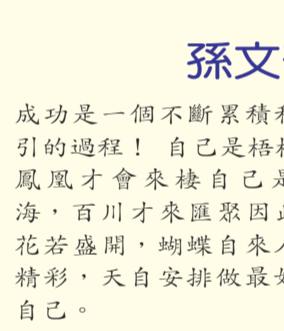 孫文
成功是一個不斷累積
引的過程！ 自己是梧
鳳凰才會來棲自己是
海，百川才來匯聚因
花若盛開，蝴蝶自來
精彩，天自安排做最
自己。